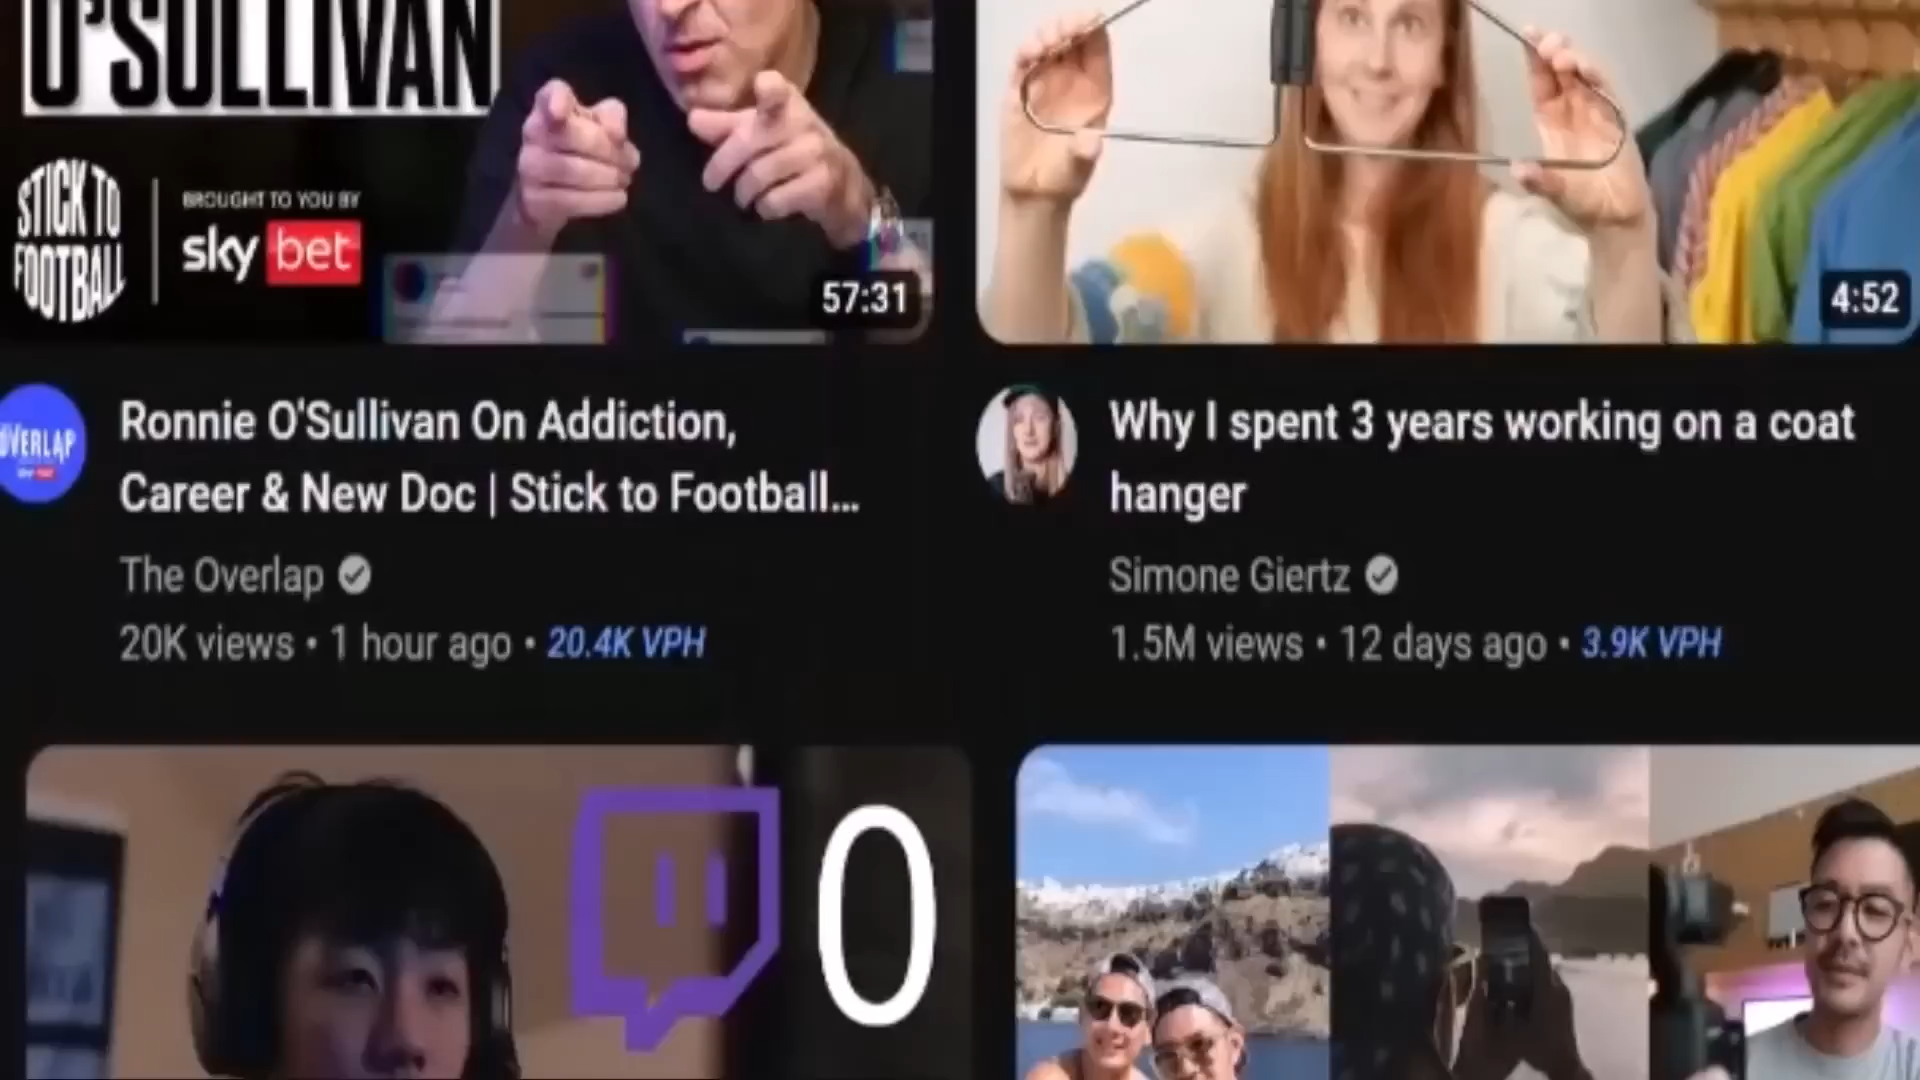 O'SULLIVAN
STICK TO
FOOTBALL
BROUGHT TO YOU BY
sky bet
57:31
4:52
OVERLAP
Ronnie O'Sullivan On Addiction,
Career & New Doc | Stick to Football...
The Overlap
20K views • 1 hour ago • 20.4K VPH
Why I spent 3 years working on a coat
hanger
Simone Giertz
1.5M views • 12 days ago • 3.9K VPH
0